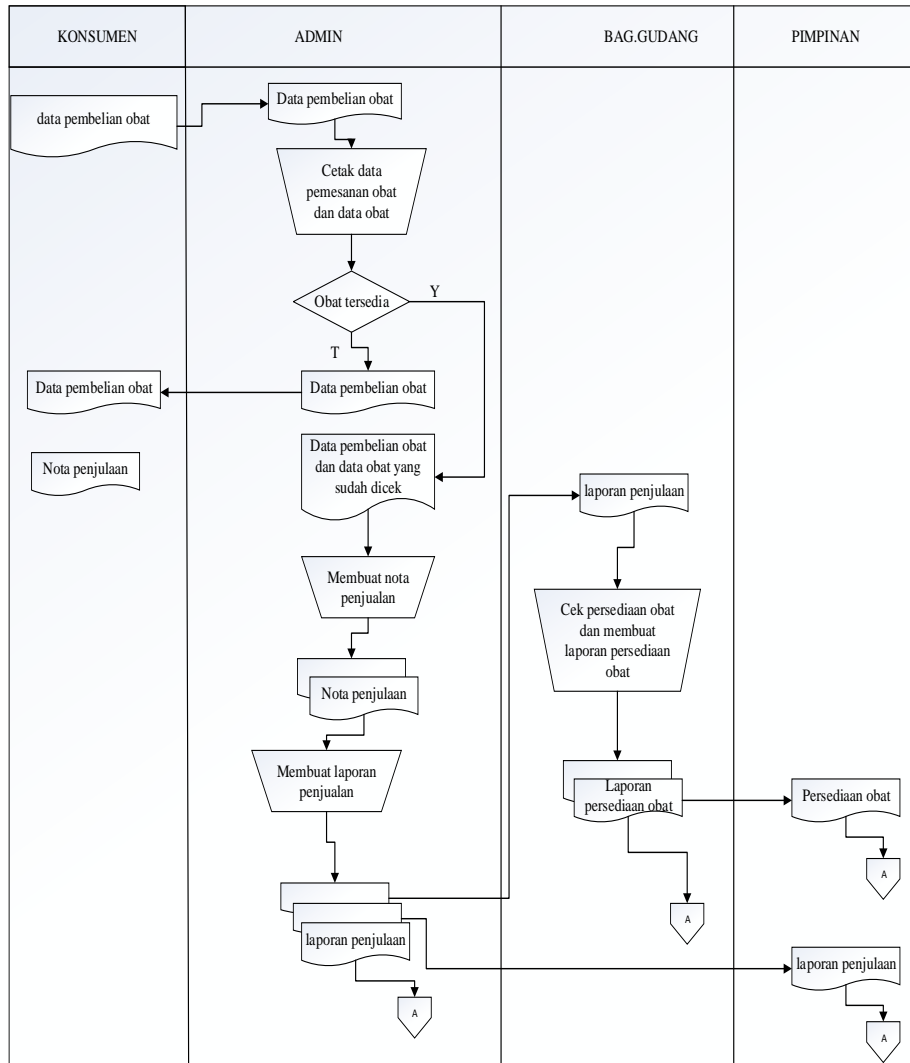 KONSUMEN
ADMIN
BAG.GUDANG
PIMPINAN
data pembelian obat
Data pembelian obat
Cetak data
pemesanan obat
dan data obat
Obat tersedia
Y
T
Data pembelian obat
Data pembelian obat
Nota penjulaan
Data pembelian obat
dan data obat yang
sudah dicek
Membuat nota
penjualan
Nota penjulaan
Membuat laporan
penjualan
laporan penjulaan
A
laporan penjulaan
Cek persediaan obat
dan membuat
laporan persediaan
obat
Laporan
persediaan obat
A
Persediaan obat
A
laporan penjulaan
A